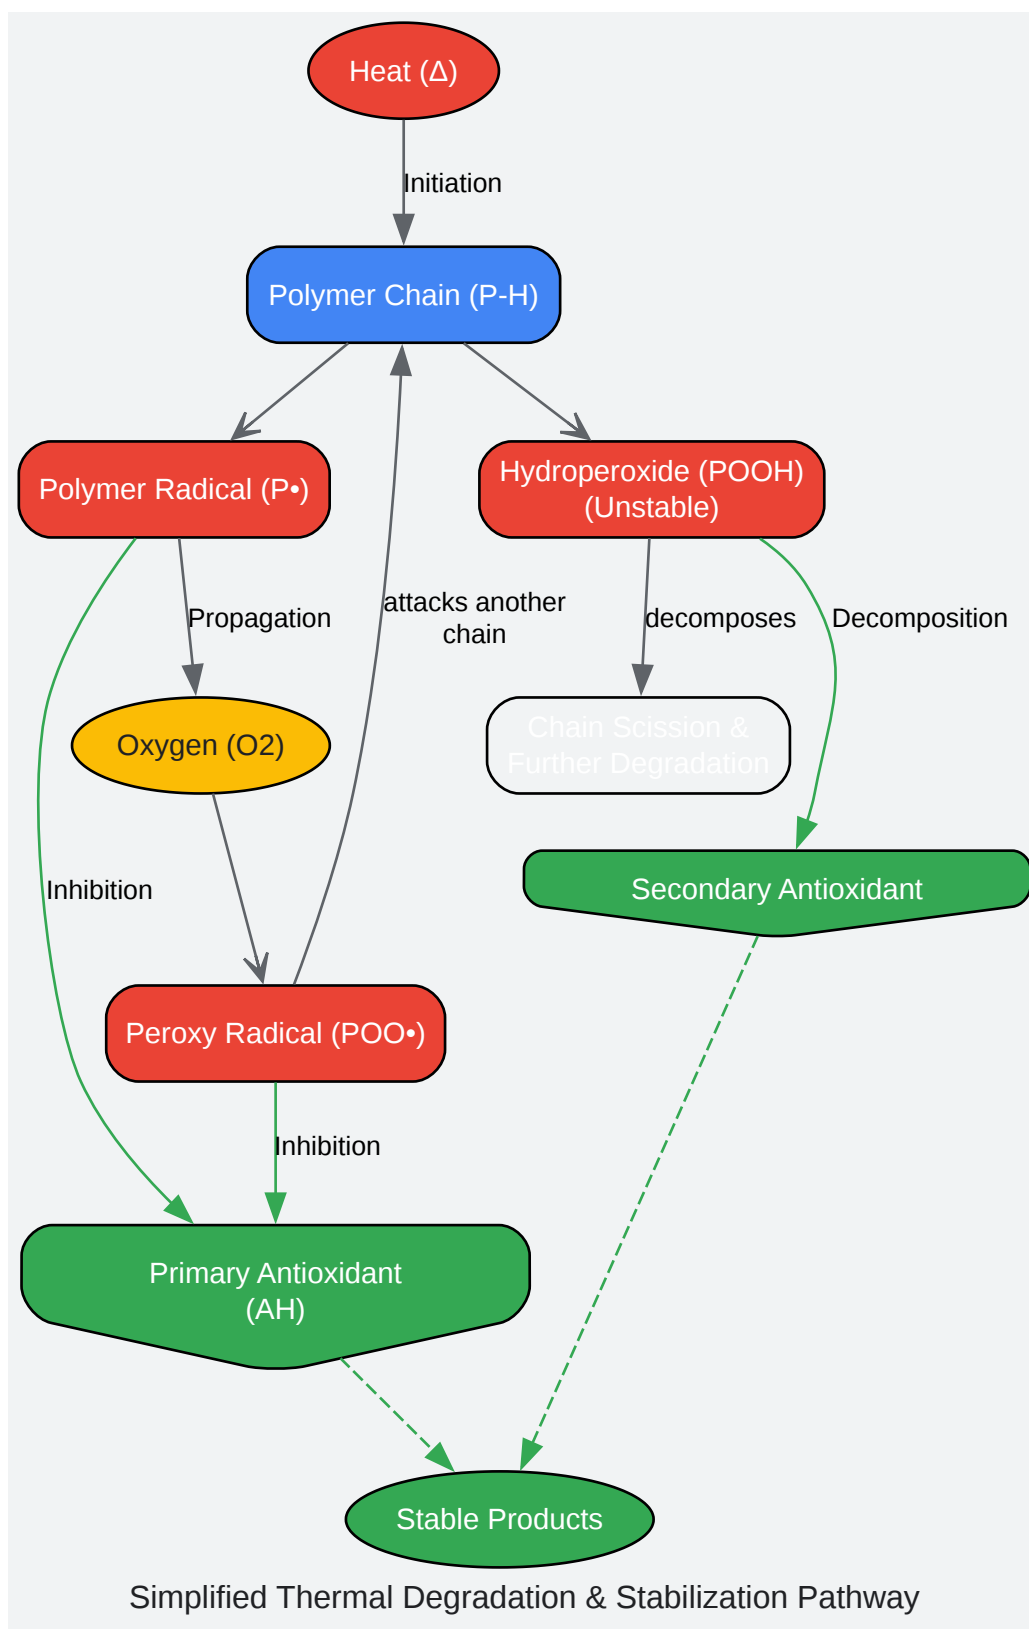 Heat (Δ)
Initiation
Polymer Chain (P-H)
Polymer Radical (P•)
Hydroperoxide (POOH)
(Unstable)
attacks another
chain
Propagation
decomposes
Decomposition
Oxygen (O2)
Chain Scission &
Further Degradation
Inhibition
Secondary Antioxidant
Peroxy Radical (POO•)
Inhibition
Primary Antioxidant
(AH)
Stable Products
Simplified Thermal Degradation & Stabilization Pathway